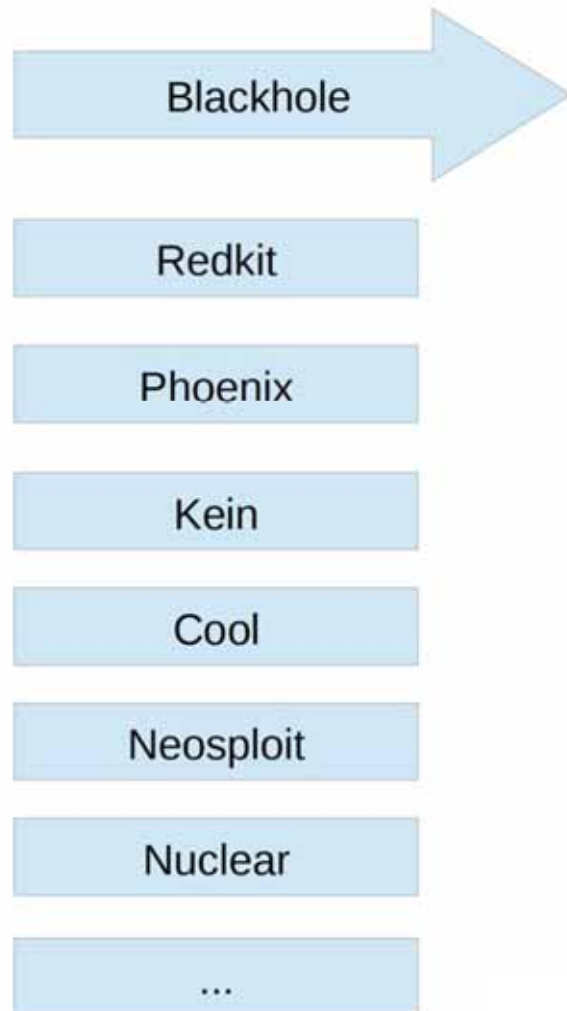 Blackhole
Redkit
Phoenix
Kein
Cool
Neosploit
Nuclear
...